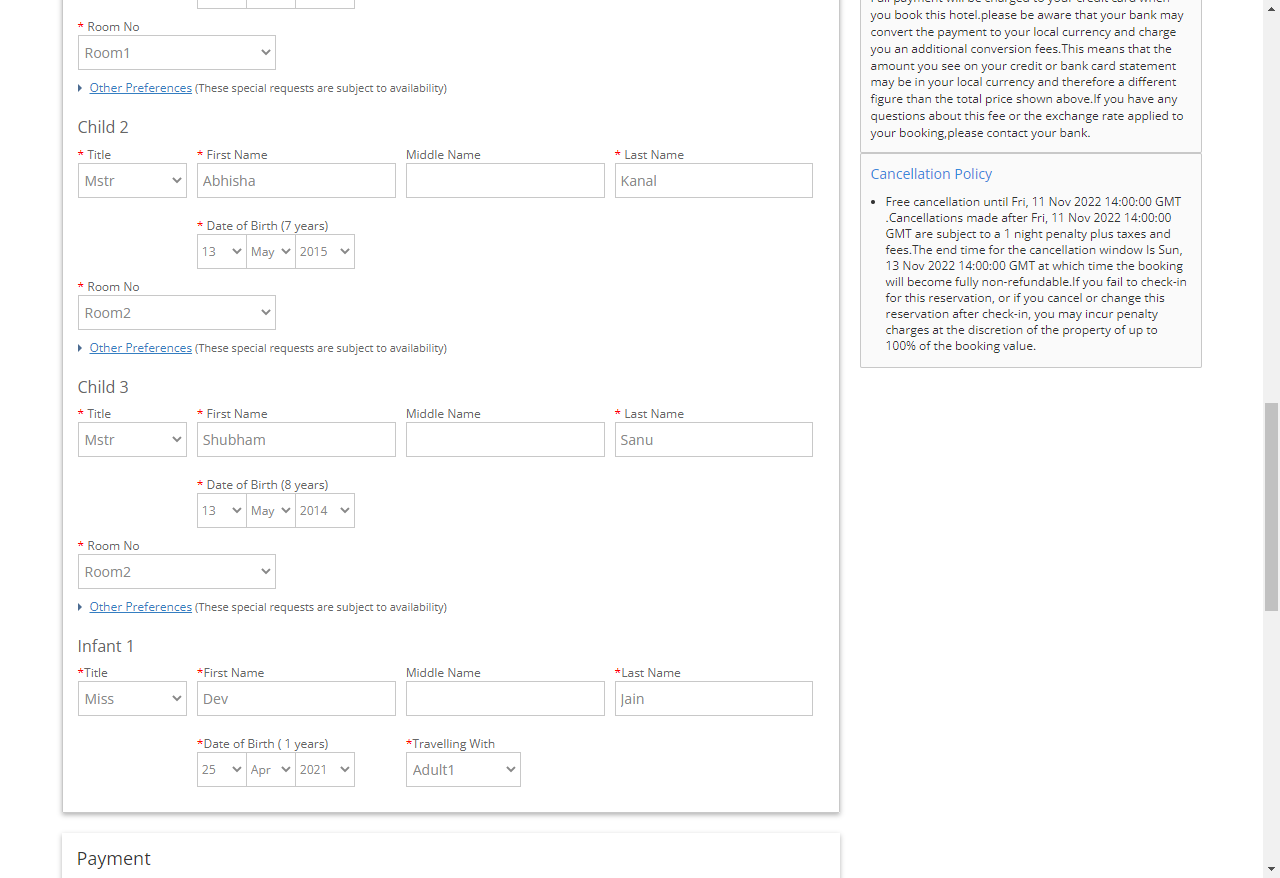 * Room No
Room1
Other Preferences (These special requests are subject to availability)
Child 2
* Title * First Name Middle Name * Last Name
Mstr Abhisha Kanal
* Date of Birth (7 years)
13 May 2015
* Room No
Room2
Other Preferences (These special requests are subject to availability)
Child 3
* Title * First Name Middle Name * Last Name
Mstr Shubham Sanu
* Date of Birth (8 years)
13 May 2014
* Room No
Room2
Other Preferences (These special requests are subject to availability)
Infant 1
*Title *First Name Middle Name *Last Name
Miss Dev Jain
*Date of Birth ( 1 years) *Travelling With
25 Apr 2021 Adult1
Payment
Full payment will be charged to your credit card when
you book this hotel.please be aware that your bank may
convert the payment to your local currency and charge
you an additional conversion fees.This means that the
amount you see on your credit or bank card statement
may be in your local currency and therefore a different
figure than the total price shown above.If you have any
questions about this fee or the exchange rate applied to
your booking,please contact your bank.
Cancellation Policy
• Free cancellation until Fri, 11 Nov 2022 14:00:00 GMT
.Cancellations made after Fri, 11 Nov 2022 14:00:00
GMT are subject to a 1 night penalty plus taxes and
fees.The end time for the cancellation window Is Sun,
13 Nov 2022 14:00:00 GMT at which time the booking
will become fully non-refundable.If you fail to check-in
for this reservation, or if you cancel or change this
reservation after check-in, you may incur penalty
charges at the discretion of the property of up to
100% of the booking value.